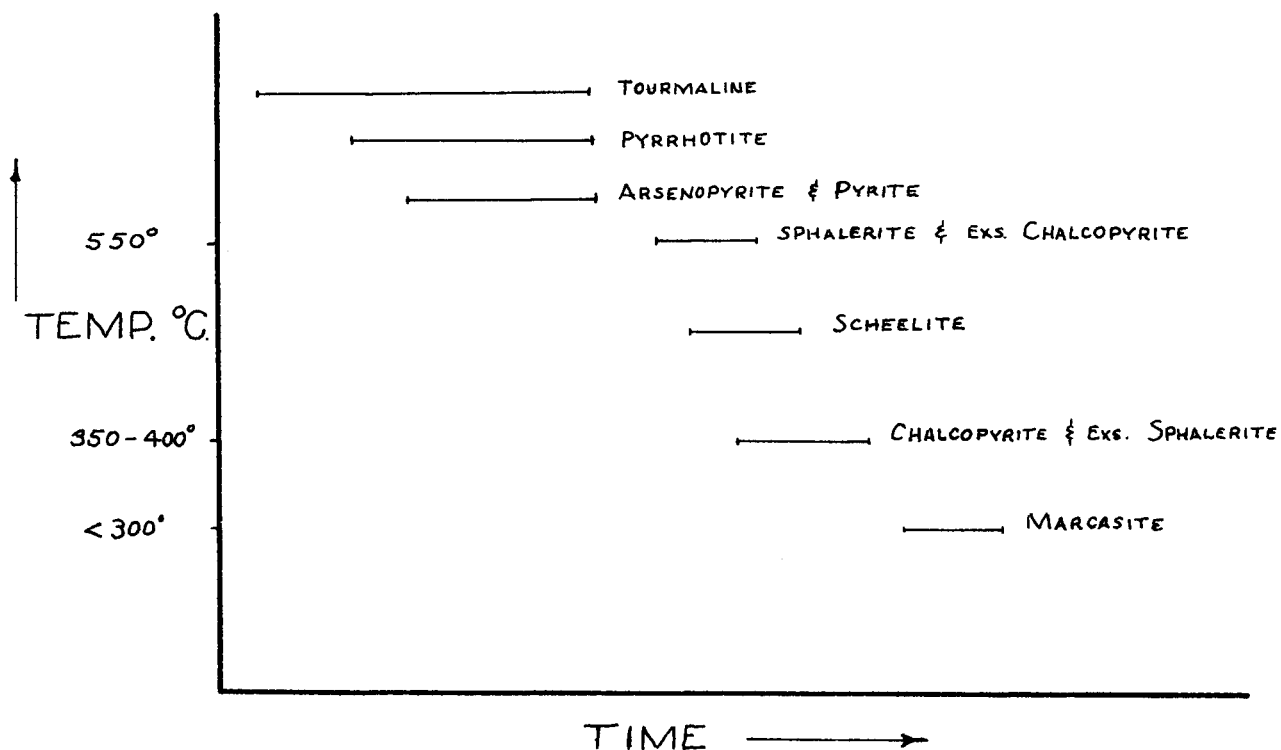 TOURMALINE
PYRRHOTITE
ARSENOPYRITE & PYRITE
550° SPHALERITE & EXS. CHALCOPYRITE
TEMP. °C. SCHEELITE
350-400° CHALCOPYRITE & EXS. SPHALERITE
<300° MARCASITE
TIME